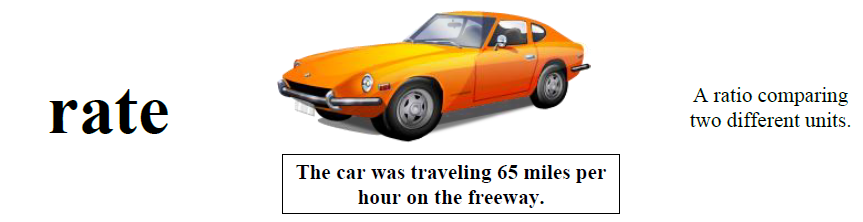 rate
The car was traveling 65 miles per
hour on the freeway.
A ratio comparing
two different units.